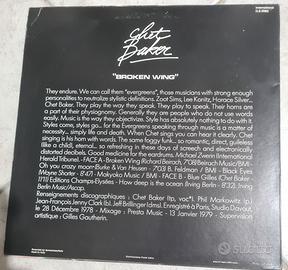 Chet
Baker
"BROKEN WING"
They endure. We can call them "evergreens", those musicians with strong enough
personalities to neutralize stylistic definitions. Zoot Sims, Lee Konitz, Horace Silver...
Chet Baker. They play the way they speak. They play to speak. Their horns are
a part of their physiognomy. Generally they are people who do not use words
easily. Music is the way they objectivize. Style has absolutely nothing to do with it.
Styles come, styles go... for the Evergreens speaking through music is a matter of
necessity... simply life and death. When Chet sings you can hear it clearly. Chet
singing is his horn with words. The same foggy funk... so romantic, direct, guileless
like a child, eternal... so refreshing in these days of screech and electronically
distorted decibels. Good medicine for the eardrums. Michael Zwerin (International
Herald Tribune). - FACE A - Broken Wing (Richard Beirach, 7'08) Beirach Music/BMI -
Oh you crazy moon - Burke & Van Heusen - 7'03) B. Feldman / BMI - Black Eyes
(Wayne Shorter - 8'47) - Makyoko Music / BMI - FACE B - Blue Gilles, Chet Baker
Editions Champs-Elysées - How deep is the ocean (Irving Berlin - 8'32) Irving
Berlin Music/Ascap.
Renseignements discographiques : Chet Baker (tp, voc*). Phil Markowitz (p).
Jean-François Jenny Clark (b). Jeff Brillinger (dms). Enregistré à Paris, Studio Davout,
le 28 Décembre 1978 - Mixage : Presta Music - 13 Janvier 1979 - Supervision
artistique : Gilles Gautherin.
subito